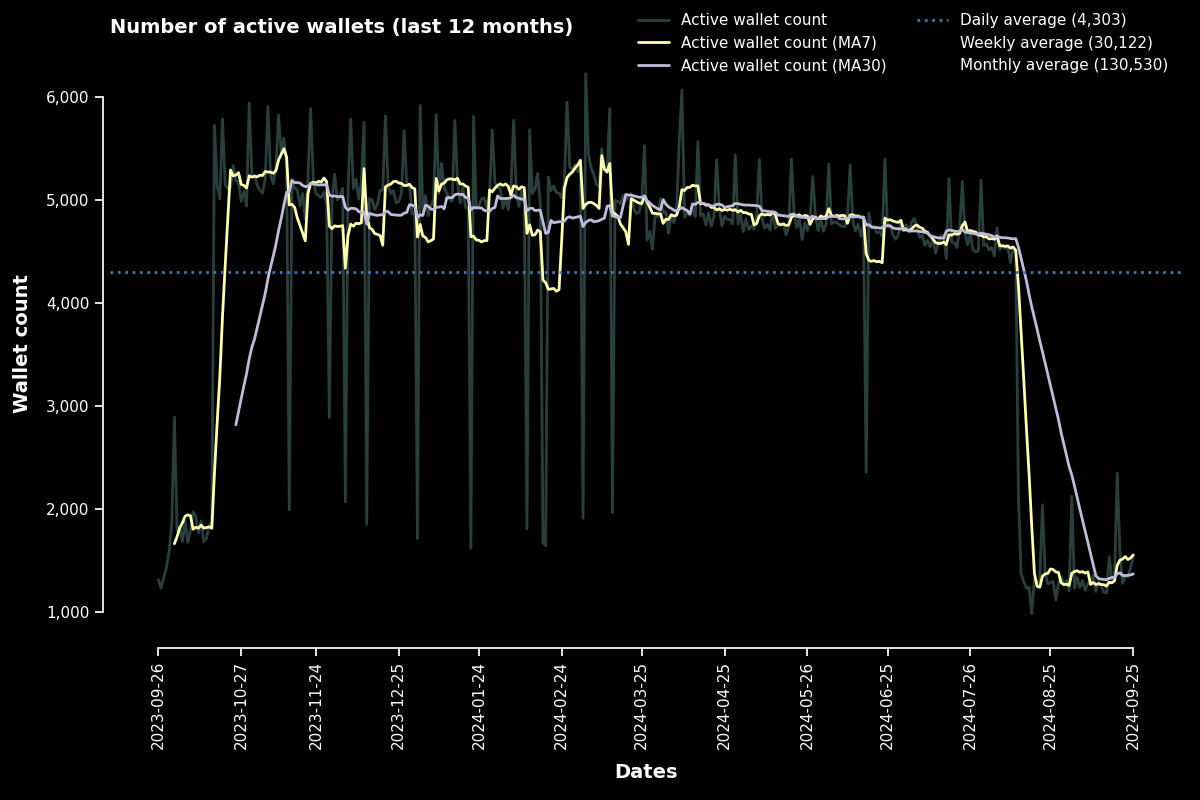 Number of active wallets (last 12 months)
Active wallet count
Active wallet count (MA7)
Active wallet count (MA30)
Daily average (4,303)
Weekly average (30,122)
Monthly average (130,530)
Wallet count
6,000
5,000
4,000
3,000
2,000
1,000
2023-09-26
2023-10-27
2023-11-24
2023-12-25
2024-01-24
2024-02-24
2024-03-25
2024-04-25
2024-05-26
2024-06-25
2024-07-26
2024-08-25
2024-09-25
Dates